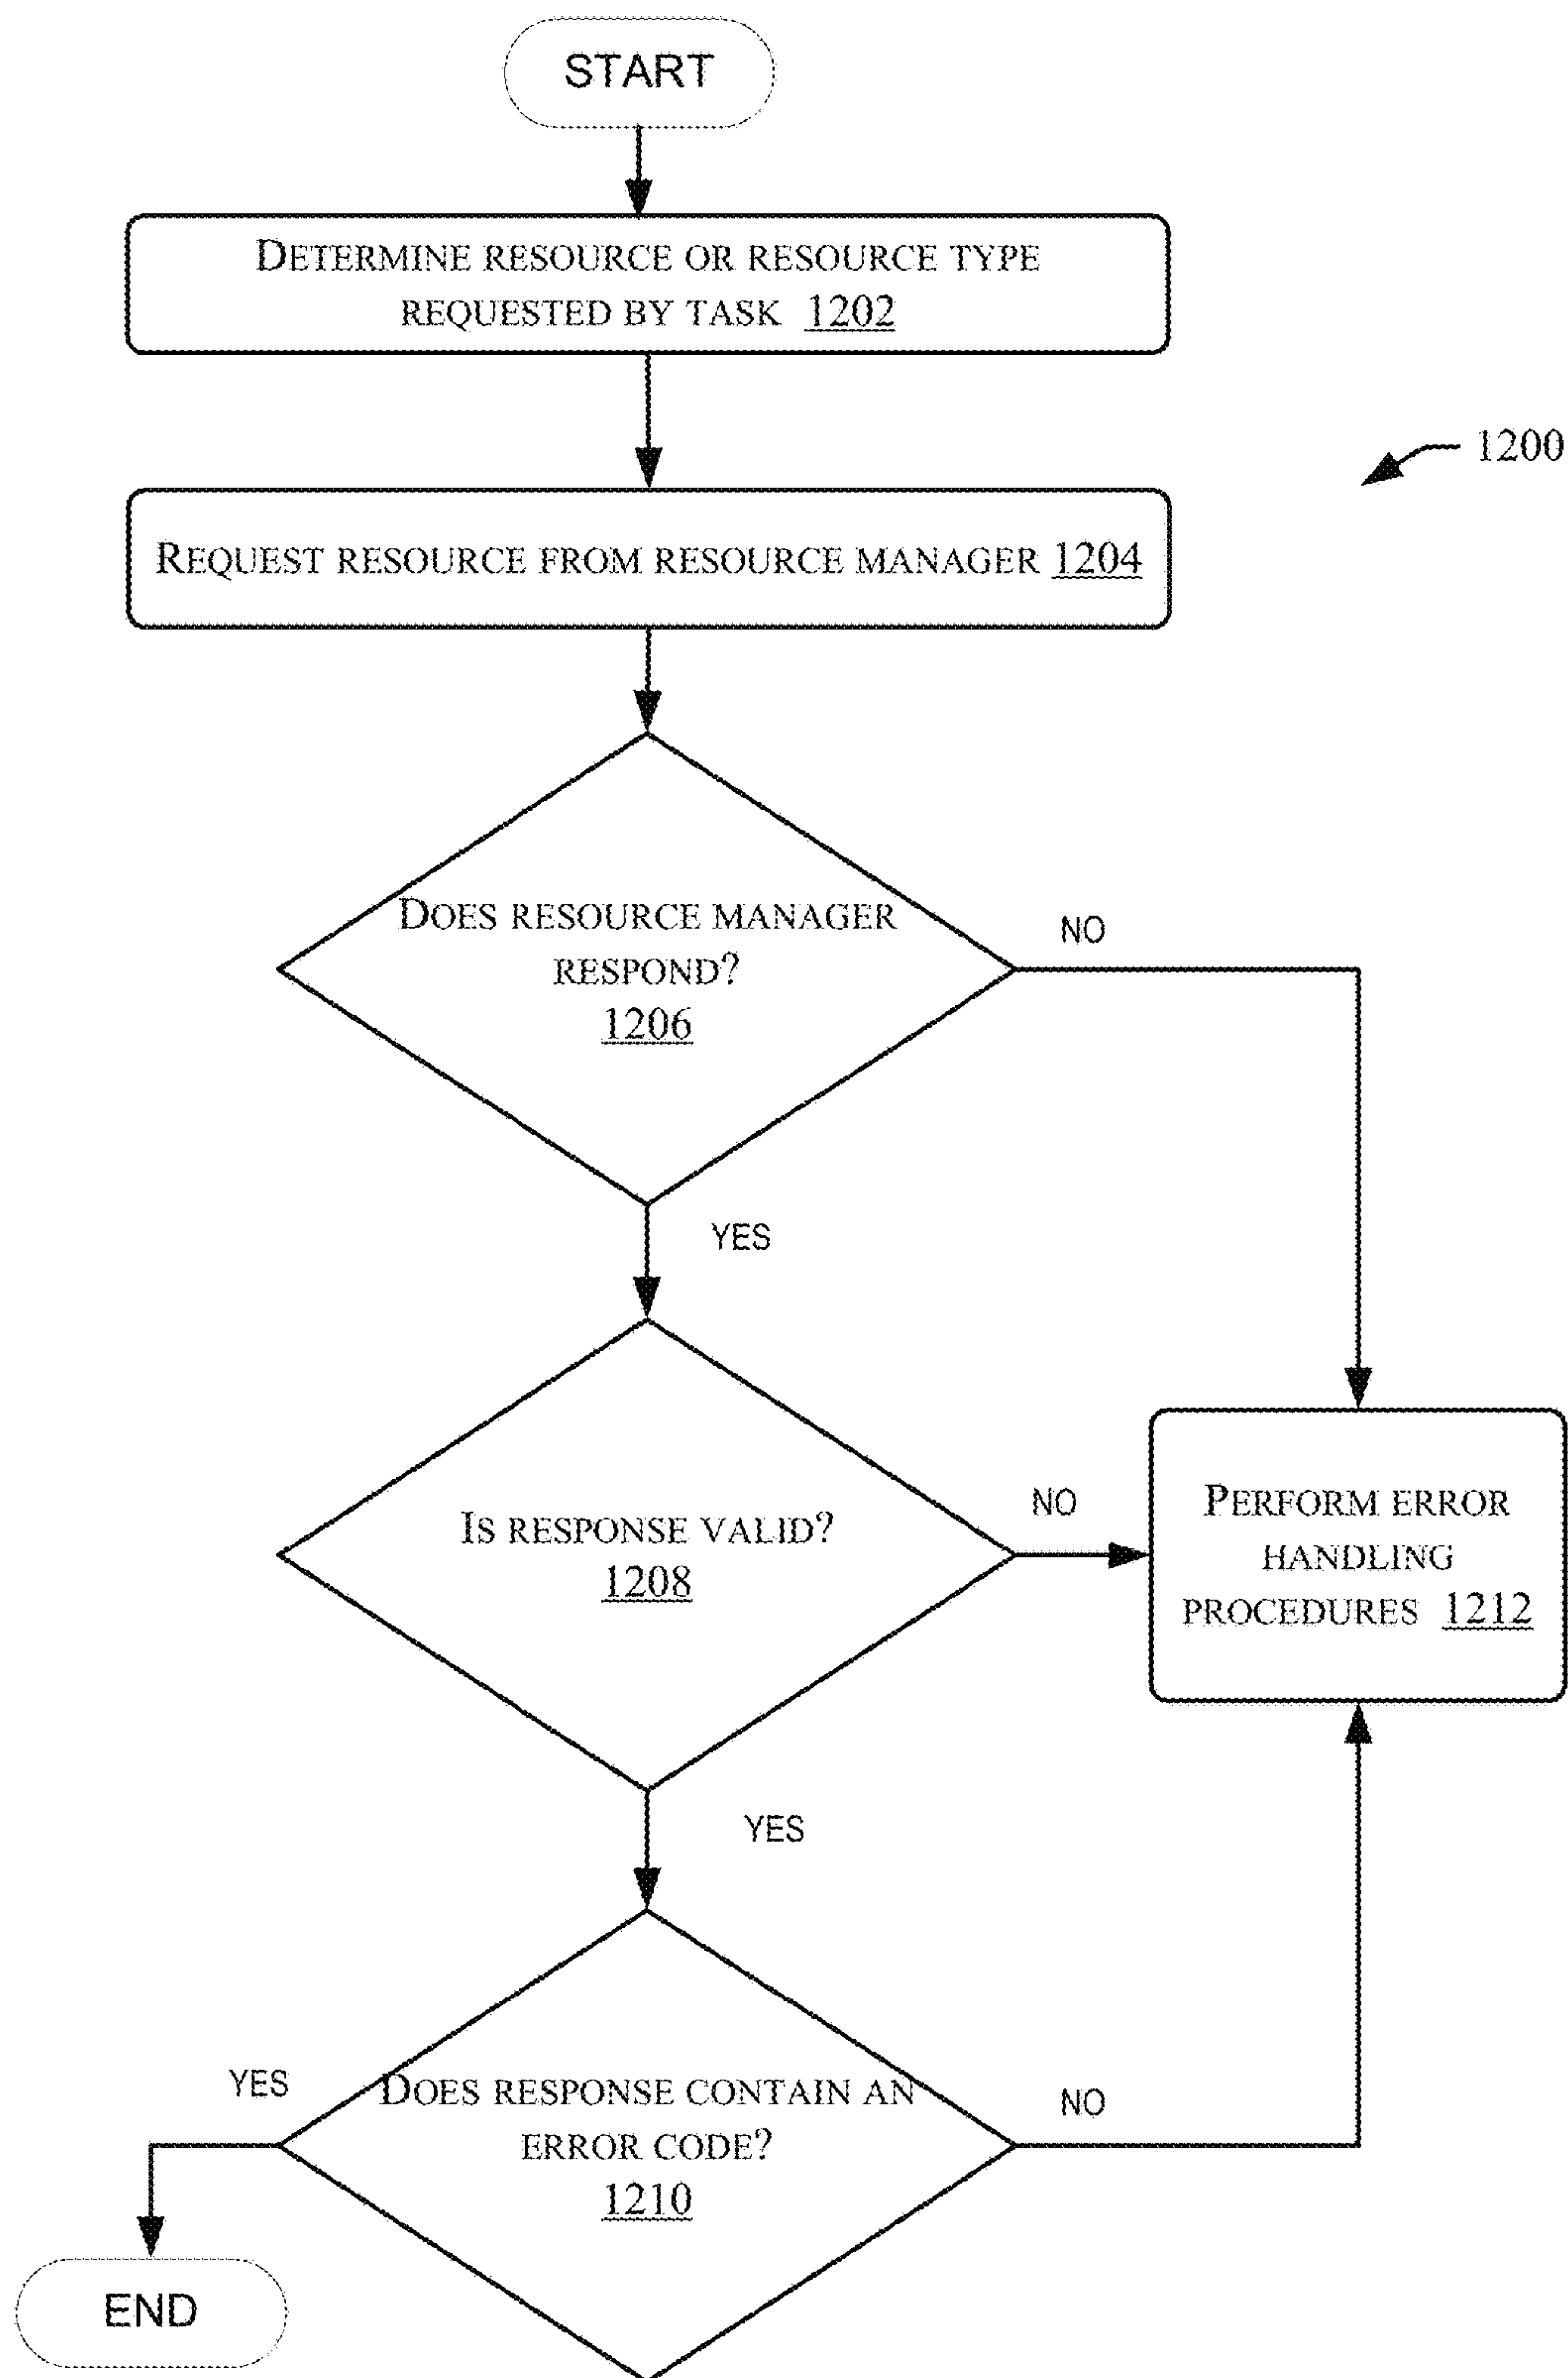 START
DETERMINE RESOURCE OR RESOURCE TYPE
REQUESTED BY TASK 1202
1200
REQUEST RESOURCE FROM RESOURCE MANAGER 1204
DOES RESOURCE MANAGER
RESPOND?
1206
NO
YES
IS RESPONSE VALID?
1208
NO
PERFORM ERROR
HANDLING
PROCEDURES 1212
YES
YES
DOES RESPONSE CONTAIN AN
ERROR CODE?
1210
NO
END